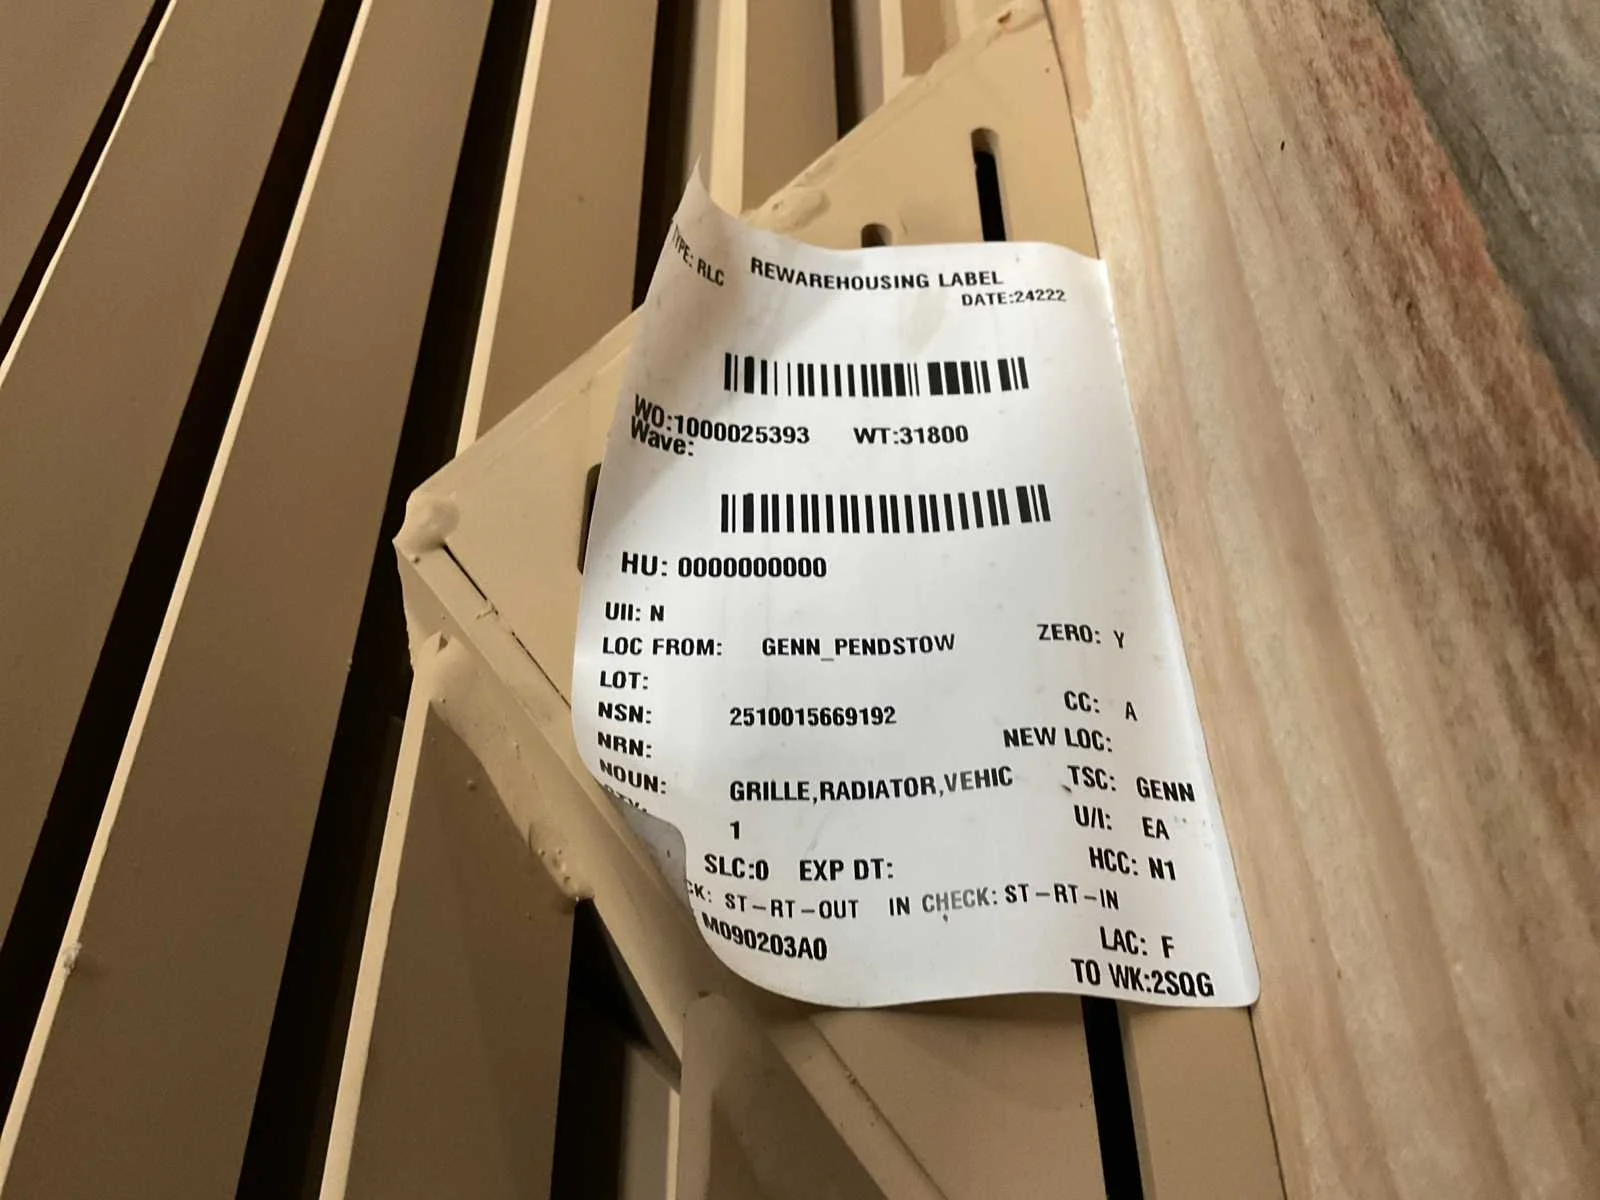 TYPE: RLC REWAREHOUSING LABEL
DATE:24222
WO:1000025393 WT:31800
Wave:
HU: 0000000000
UII: N
LOC FROM: GENN_PENDSTOW ZERO: Y
LOT:
NSN: 2510015669192 CC: A
NRN: NEW LOC:
NOUN: GRILLE,RADIATOR,VEHIC TSC: GENN
1 U/I: EA
SLC:0 EXP DT: HCC: N1
CK: ST-RT-OUT IN CHECK: ST-RT-IN
M090203A0 LAC: F
TO WK:2SQG